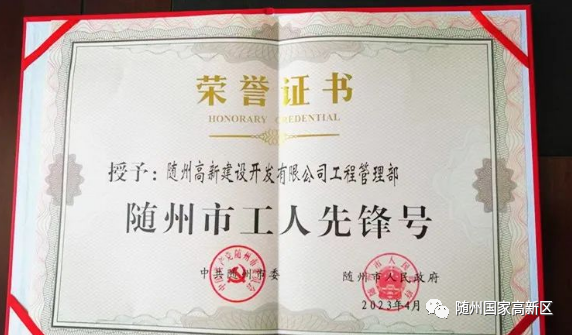 荣誉证书
HONORARY CREDENTIAL
授予：随州高新建设开发有限公司工程管理部
随州市工人先锋号
中共随州市委
随州市人民政府
2023年4月
随州国家高新区